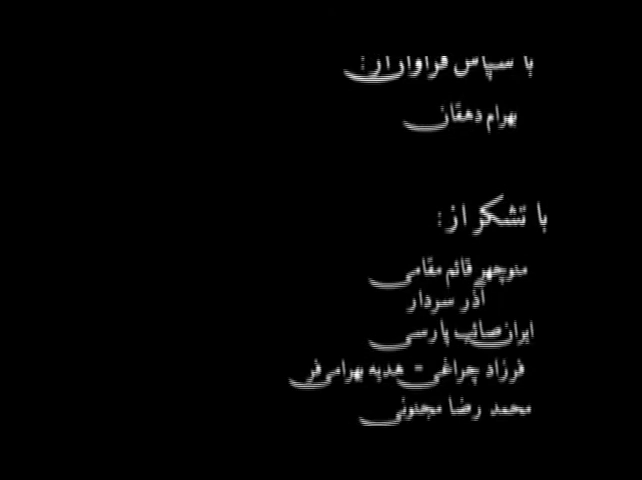 با سپاس فراوان از:
بهرام دهقان
با تشکر از:
منوچهر قائم مقامی
آذر سردار
ایران صائب پارسی
فرزاد چراغی - هدیه بهرامی فر
محمد رضا مجنونی